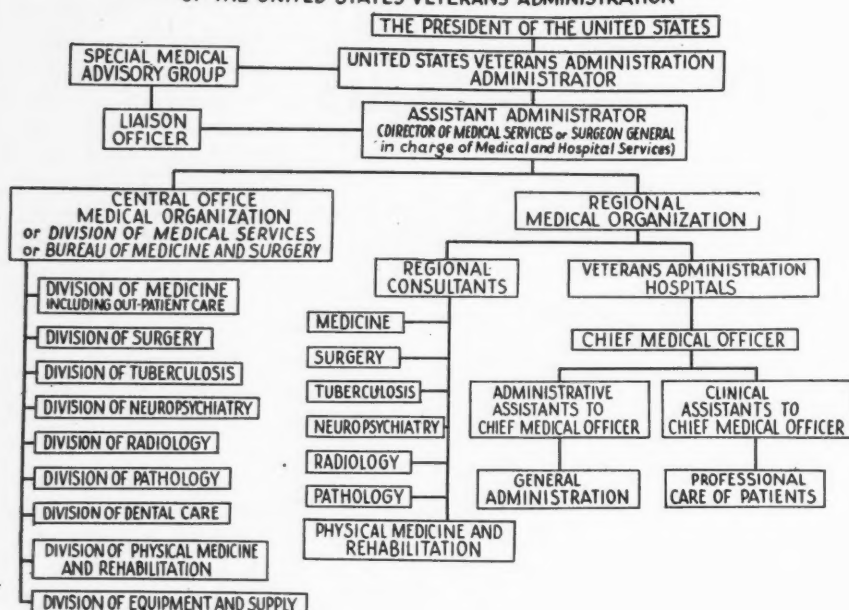 OF THE UNITED STATES VETERANS ADMINISTRATION
THE PRESIDENT OF THE UNITED STATES
SPECIAL MEDICAL
ADVISORY GROUP
UNITED STATES VETERANS ADMINISTRATION
ADMINISTRATOR
LIAISON
OFFICER
ASSISTANT ADMINISTRATOR
(DIRECTOR OF MEDICAL SERVICES or SURGEON GENERAL
in charge of Medical and Hospital Services)
CENTRAL OFFICE
MEDICAL ORGANIZATION
or DIVISION OF MEDICAL SERVICES
or BUREAU OF MEDICINE AND SURGERY
DIVISION OF MEDICINE
INCLUDING OUT-PATIENT CARE
DIVISION OF SURGERY
DIVISION OF TUBERCULOSIS
DIVISION OF NEUROPSYCHIATRY
DIVISION OF RADIOLOGY
DIVISION OF PATHOLOGY
DIVISION OF DENTAL CARE
DIVISION OF PHYSICAL MEDICINE
AND REHABILITATION
DIVISION OF EQUIPMENT AND SUPPLY
REGIONAL
MEDICAL ORGANIZATION
REGIONAL
CONSULTANTS
MEDICINE
SURGERY
TUBERCULOSIS
NEUROPSYCHIATRY
RADIOLOGY
PATHOLOGY
PHYSICAL MEDICINE AND
REHABILITATION
VETERANS ADMINISTRATION
HOSPITALS
CHIEF MEDICAL OFFICER
ADMINISTRATIVE
ASSISTANTS TO
CHIEF MEDICAL OFFICER
GENERAL
ADMINISTRATION
CLINICAL
ASSISTANTS TO
CHIEF MEDICAL OFFICER
PROFESSIONAL
CARE OF PATIENTS